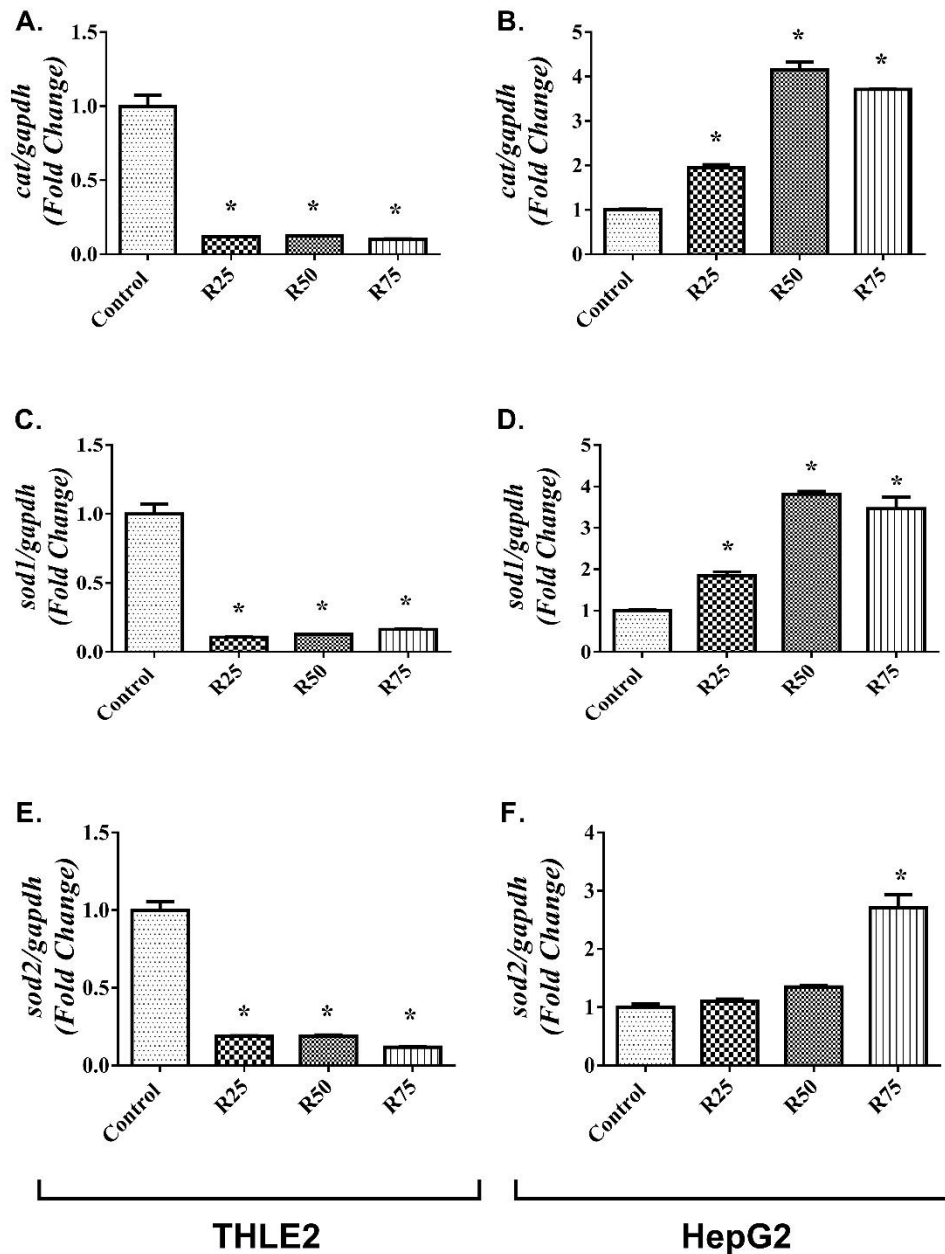 A.
cat/gapdh
(Fold Change)
1.5
1.0
0.5
0.0
* * *
Control R25 R50 R75
B.
cat/gapdh
(Fold Change)
5
4
3
2
1
0
* * *
Control R25 R50 R75
C.
sod1/gapdh
(Fold Change)
1.5
1.0
0.5
0.0
* * *
Control R25 R50 R75
D.
sod1/gapdh
(Fold Change)
5
4
3
2
1
0
* * *
Control R25 R50 R75
E.
sod2/gapdh
(Fold Change)
1.5
1.0
0.5
0.0
* * *
Control R25 R50 R75
F.
sod2/gapdh
(Fold Change)
4
3
2
1
0
*
Control R25 R50 R75
THLE2
HepG2